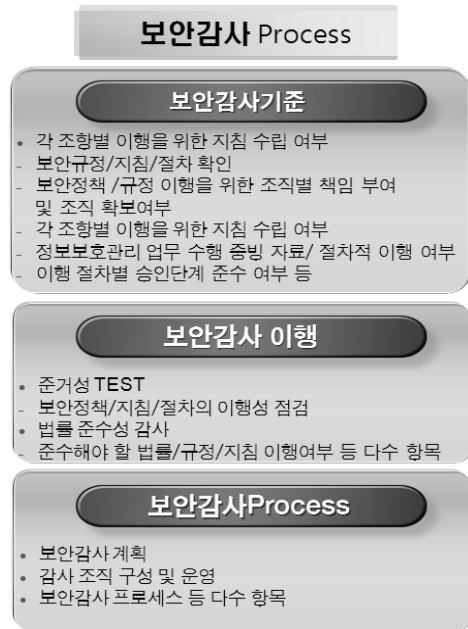 보안감사 Process
보안감사기준
• 각 조항별 이행을 위한 지침 수립 여부
- 보안규정/지침/절차 확인
- 보안정책 /규정 이행을 위한 조직별 책임 부여
및 조직 확보여부
- 각 조항별 이행을 위한 지침 수립 여부
- 정보보호관리 업무 수행 증빙 자료/ 절차적 이행 여부
- 이행 절차별 승인단계 준수 여부 등
보안감사 이행
• 준거성 TEST
- 보안정책/지침/절차의 이행성 점검
• 법률 준수성 감사
- 준수해야 할 법률/규정/지침 이행여부 등 다수 항목
보안감사Process
• 보안감사 계획
• 감사 조직 구성 및 운영
• 보안감사 프로세스 등 다수 항목